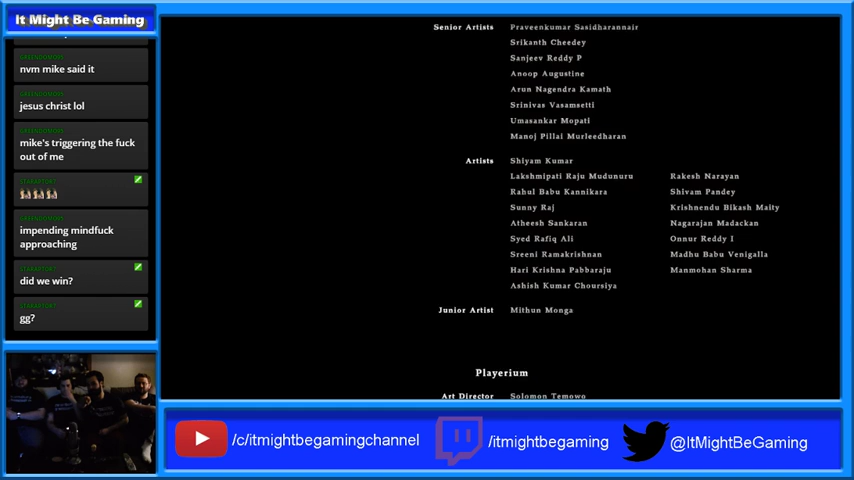 It Might Be Gaming
nvm mike said it
jesus christ lol
mike's triggering the fuck
out of me
impending mindfuck
approaching
did we win?
gg?
Senior Artists Praveenkumar Sasidharannair
Srikanth Cheedey
Sanjeev Reddy P
Anoop Augustine
Arun Nagendra Kamath
Srinivas Vasamsetti
Umasankar Mopati
Manoj Pillai Murleedharan
Artists Shiyam Kumar
Lakshmipati Raju Mudunuru Rakesh Narayan
Rahul Babu Kannikara Shivam Pandey
Sunny Raj Krishnendu Bikash Maity
Atheesh Sankaran Nagarajan Madackan
Syed Rafiq Ali Onnur Reddy I
Sreeni Ramakrishnan Madhu Babu Venigalla
Hari Krishna Pabbaraju Manmohan Sharma
Ashish Kumar Choursiya
Junior Artist Mithun Monga
Playerium
Art Director Solomon Temowo
/c/itmightbegamingchannel
/itmightbegaming
@ItMightBeGaming